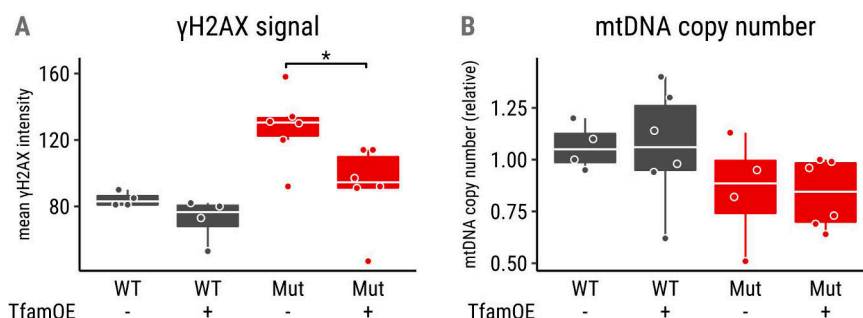 A γH2AX signal
mean γH2AX intensity
160
120
80
*
WT WT Mut Mut
TfamOE - + - +
B mtDNA copy number
mtDNA copy number (relative)
1.25
1.00
0.75
0.50
WT WT Mut Mut
- + - +